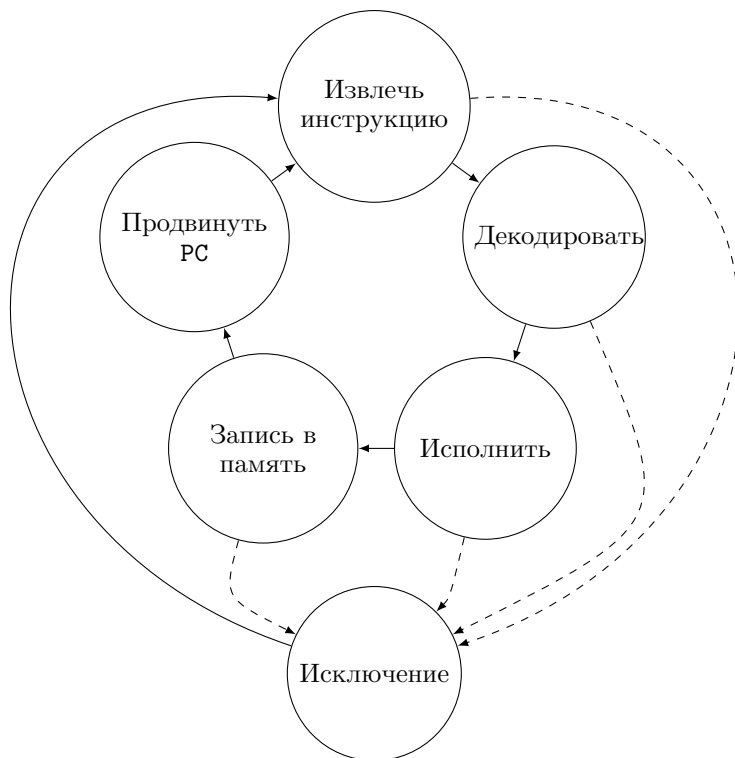 Извлечь
инструкцию
Продвинуть
PC
Декодировать
Запись в
память
Исполнить
Исключение